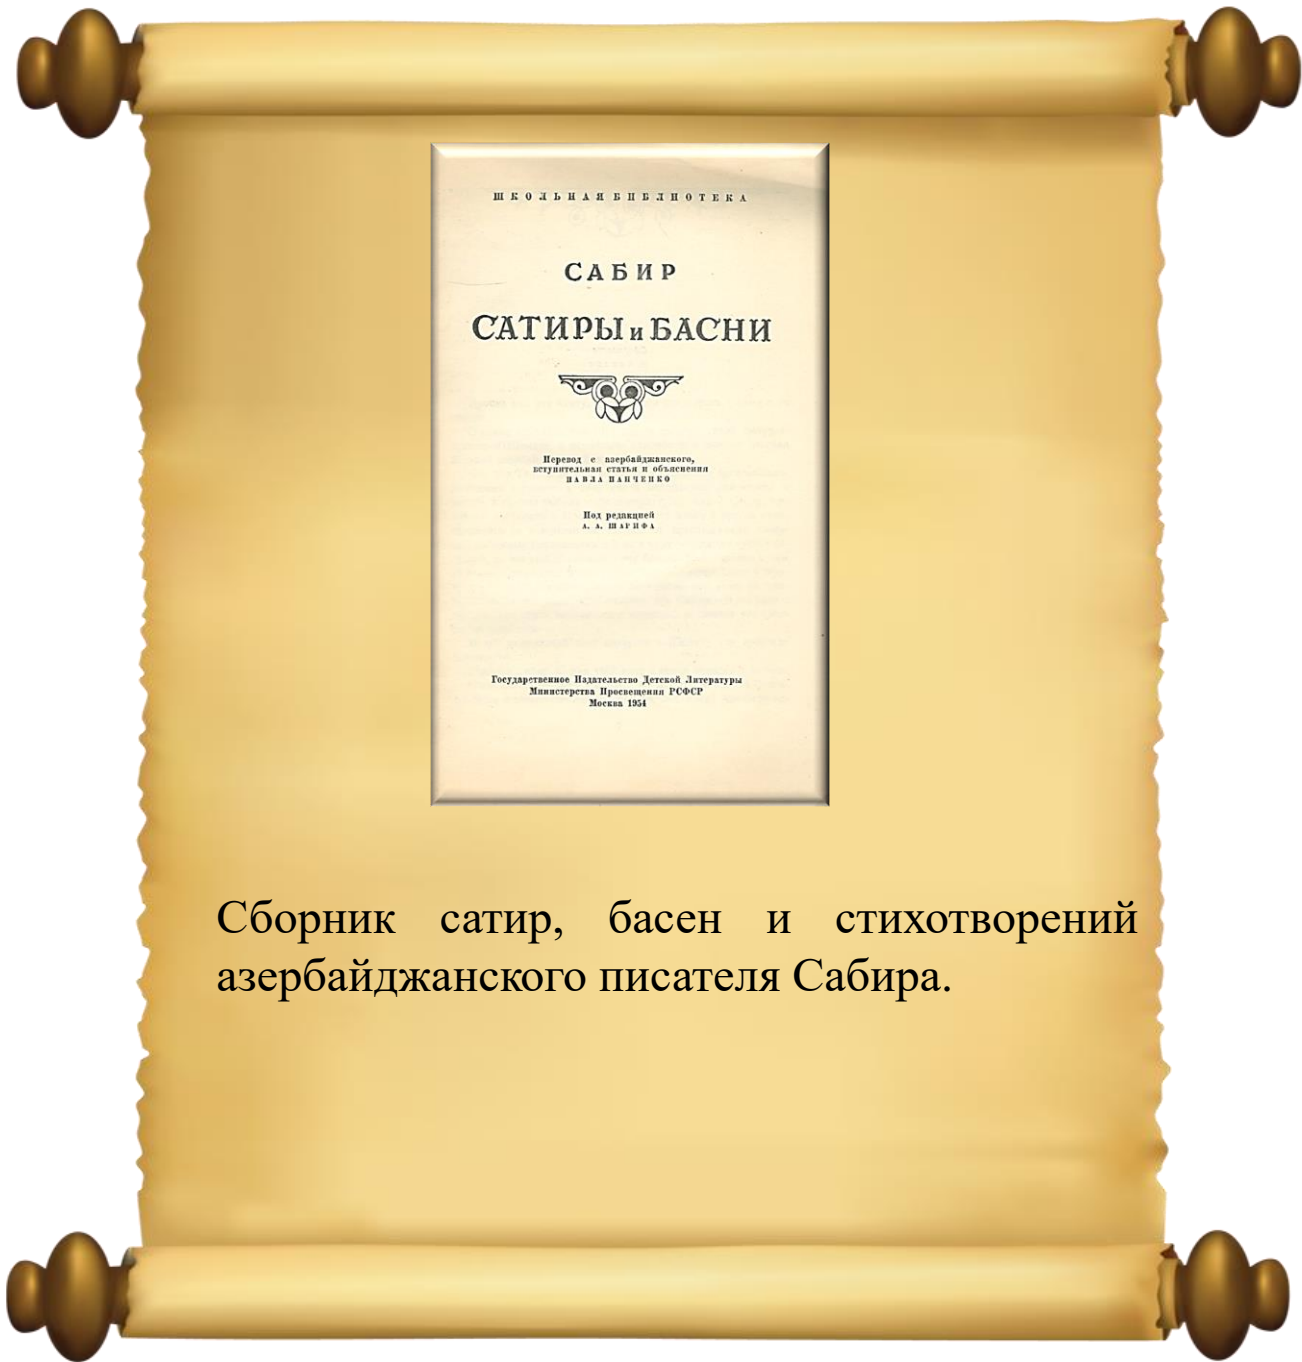 ШКОЛЬНАЯ БИБЛИОТЕКА
САБИР
САТИРЫ и БАСНИ
Перевод с азербайджанского,
вступительная статья и объяснения
ПАВЛА ПАНЧЕНКО
Под редакцией
А. А. ШАРИФА
Государственное Издательство Детской Литературы
Министерства Просвещения РСФСР
Москва 1954
Сборник сатир, басен и стихотворений
азербайджанского писателя Сабира.